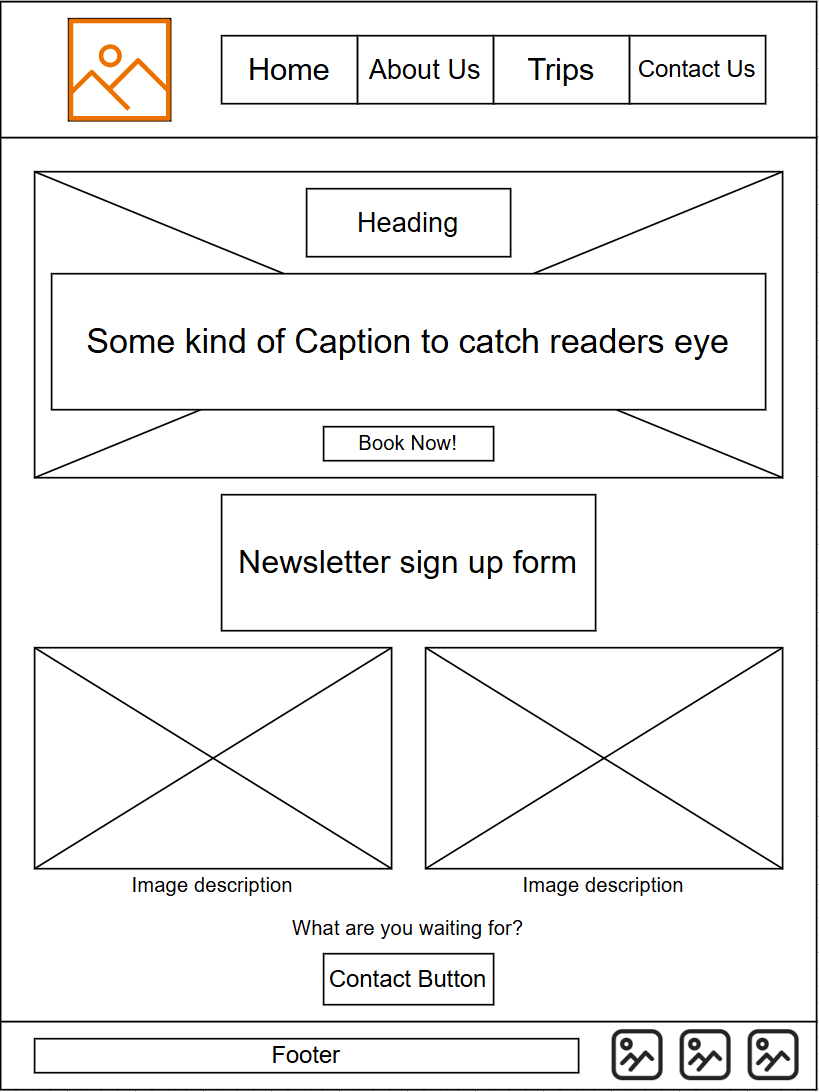 Home
About Us
Trips
Contact Us
Heading
Some kind of Caption to catch readers eye
Book Now!
Newsletter sign up form
Image description
Image description
What are you waiting for?
Contact Button
Footer